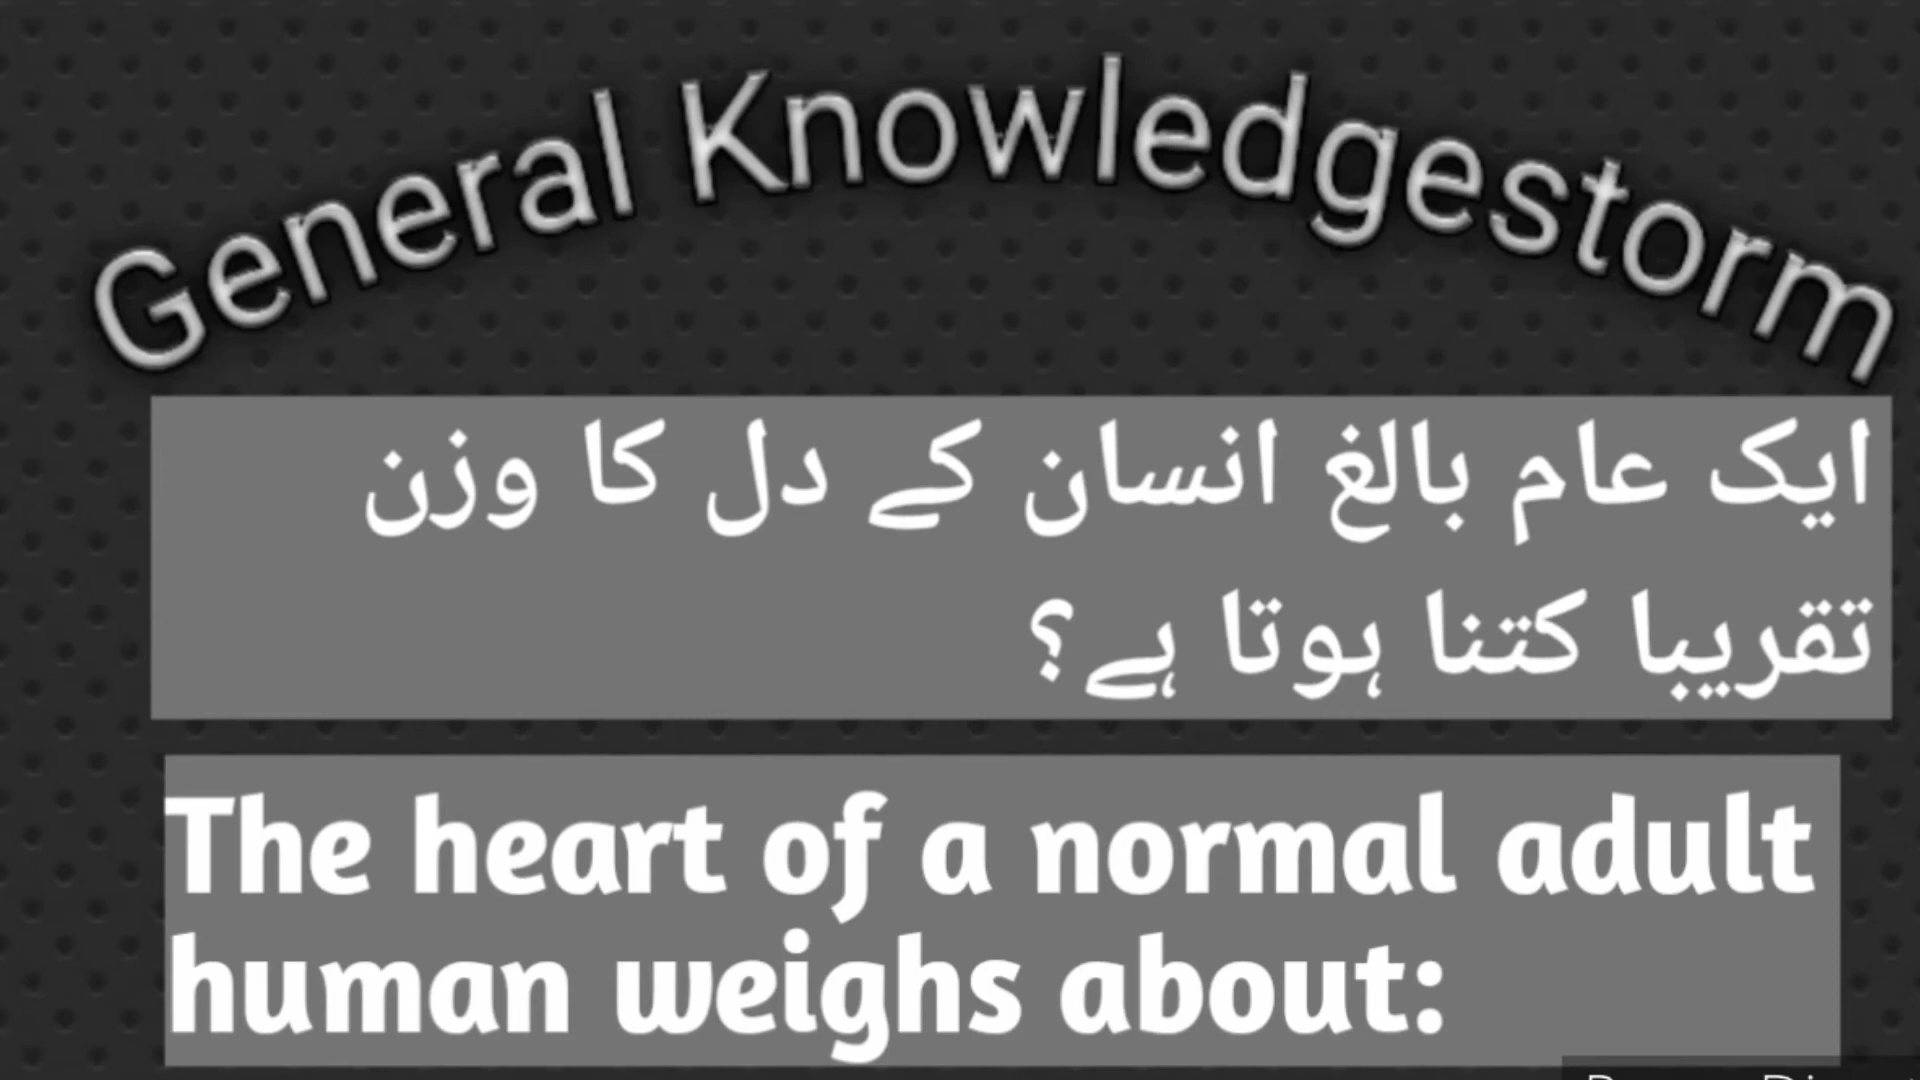 General Knowledgestorm
ایک عام بالغ انسان کے دل کا وزن
تقریبا کتنا ہوتا ہے؟
The heart of a normal adult
human weighs about: